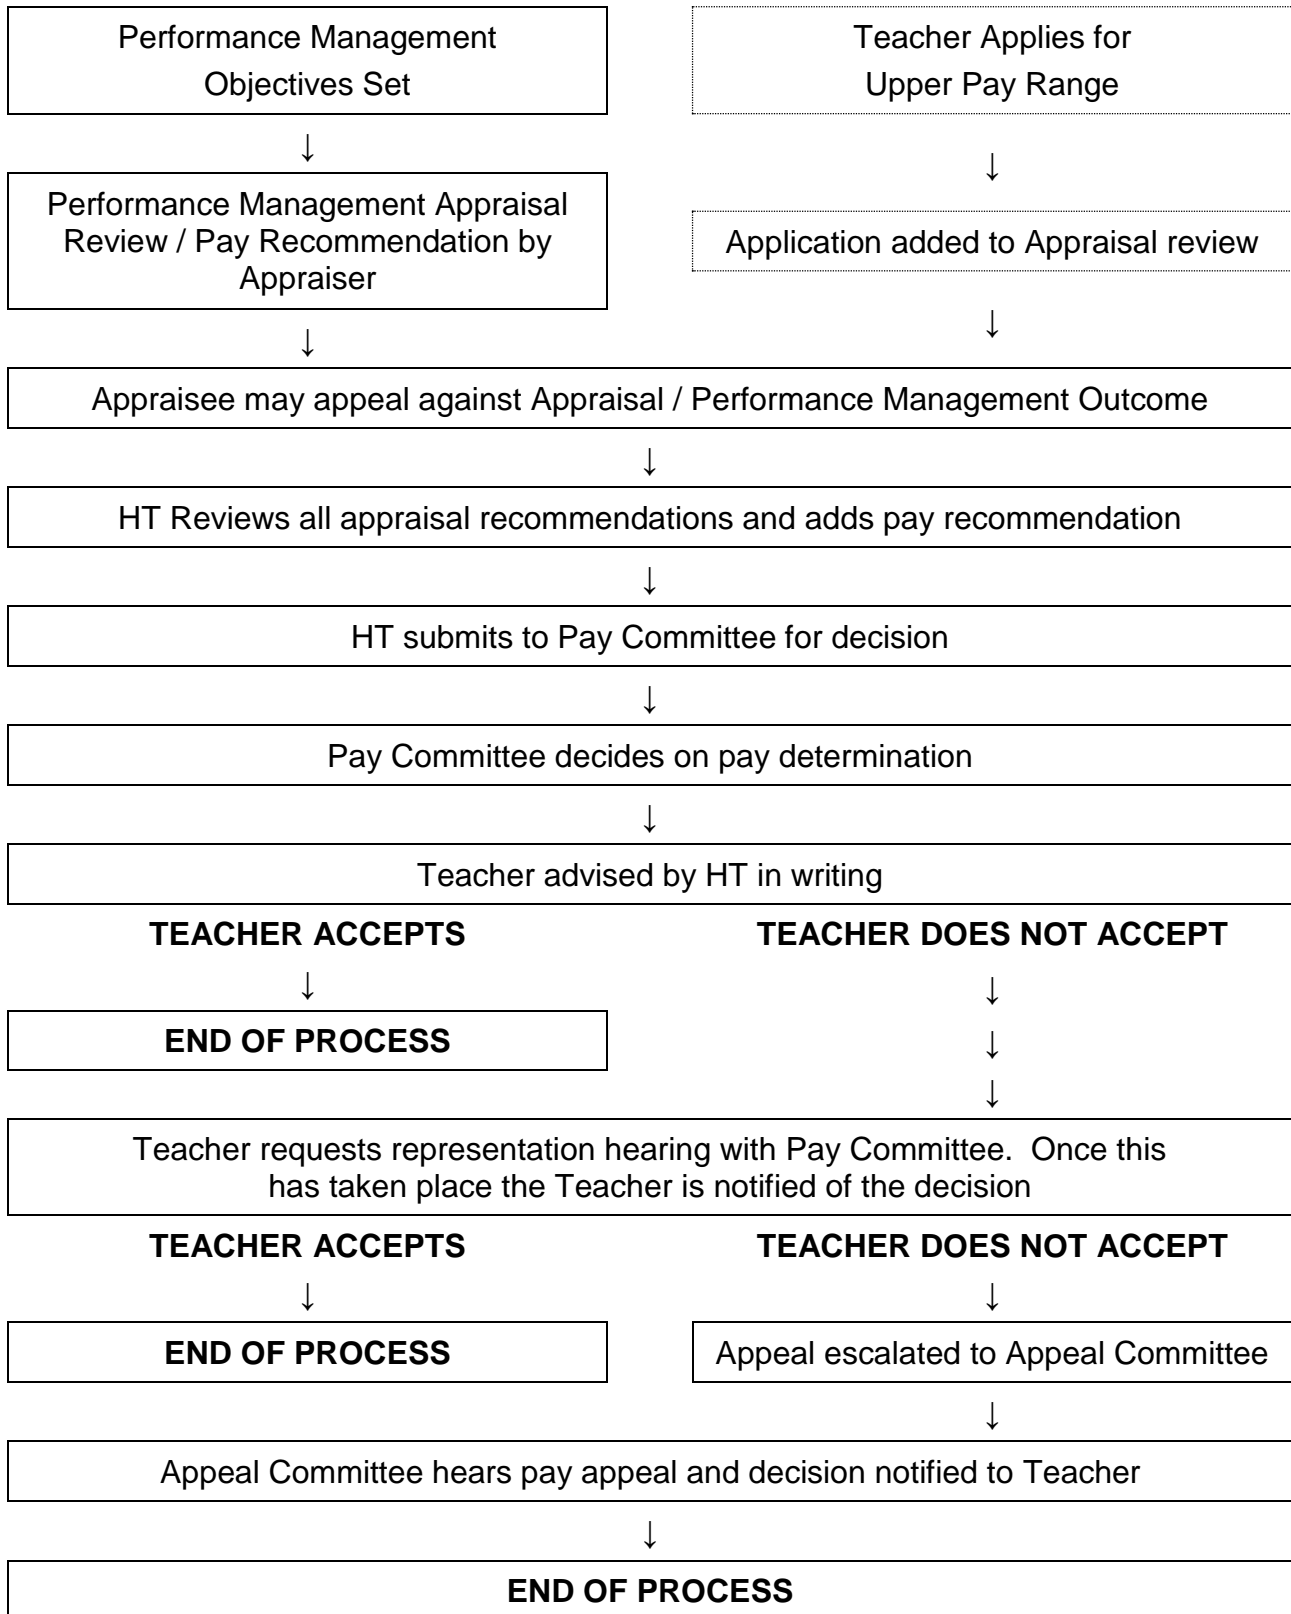 Performance Management
Objectives Set
Teacher Applies for
Upper Pay Range
↓
↓
Performance Management Appraisal
Review / Pay Recommendation by
Appraiser
Application added to Appraisal review
↓
↓
Appraisee may appeal against Appraisal / Performance Management Outcome
↓
HT Reviews all appraisal recommendations and adds pay recommendation
↓
HT submits to Pay Committee for decision
↓
Pay Committee decides on pay determination
↓
Teacher advised by HT in writing
TEACHER ACCEPTS
TEACHER DOES NOT ACCEPT
↓
↓
END OF PROCESS
↓
↓
Teacher requests representation hearing with Pay Committee.  Once this
has taken place the Teacher is notified of the decision
TEACHER ACCEPTS
TEACHER DOES NOT ACCEPT
↓
↓
END OF PROCESS
Appeal escalated to Appeal Committee
↓
Appeal Committee hears pay appeal and decision notified to Teacher
↓
END OF PROCESS